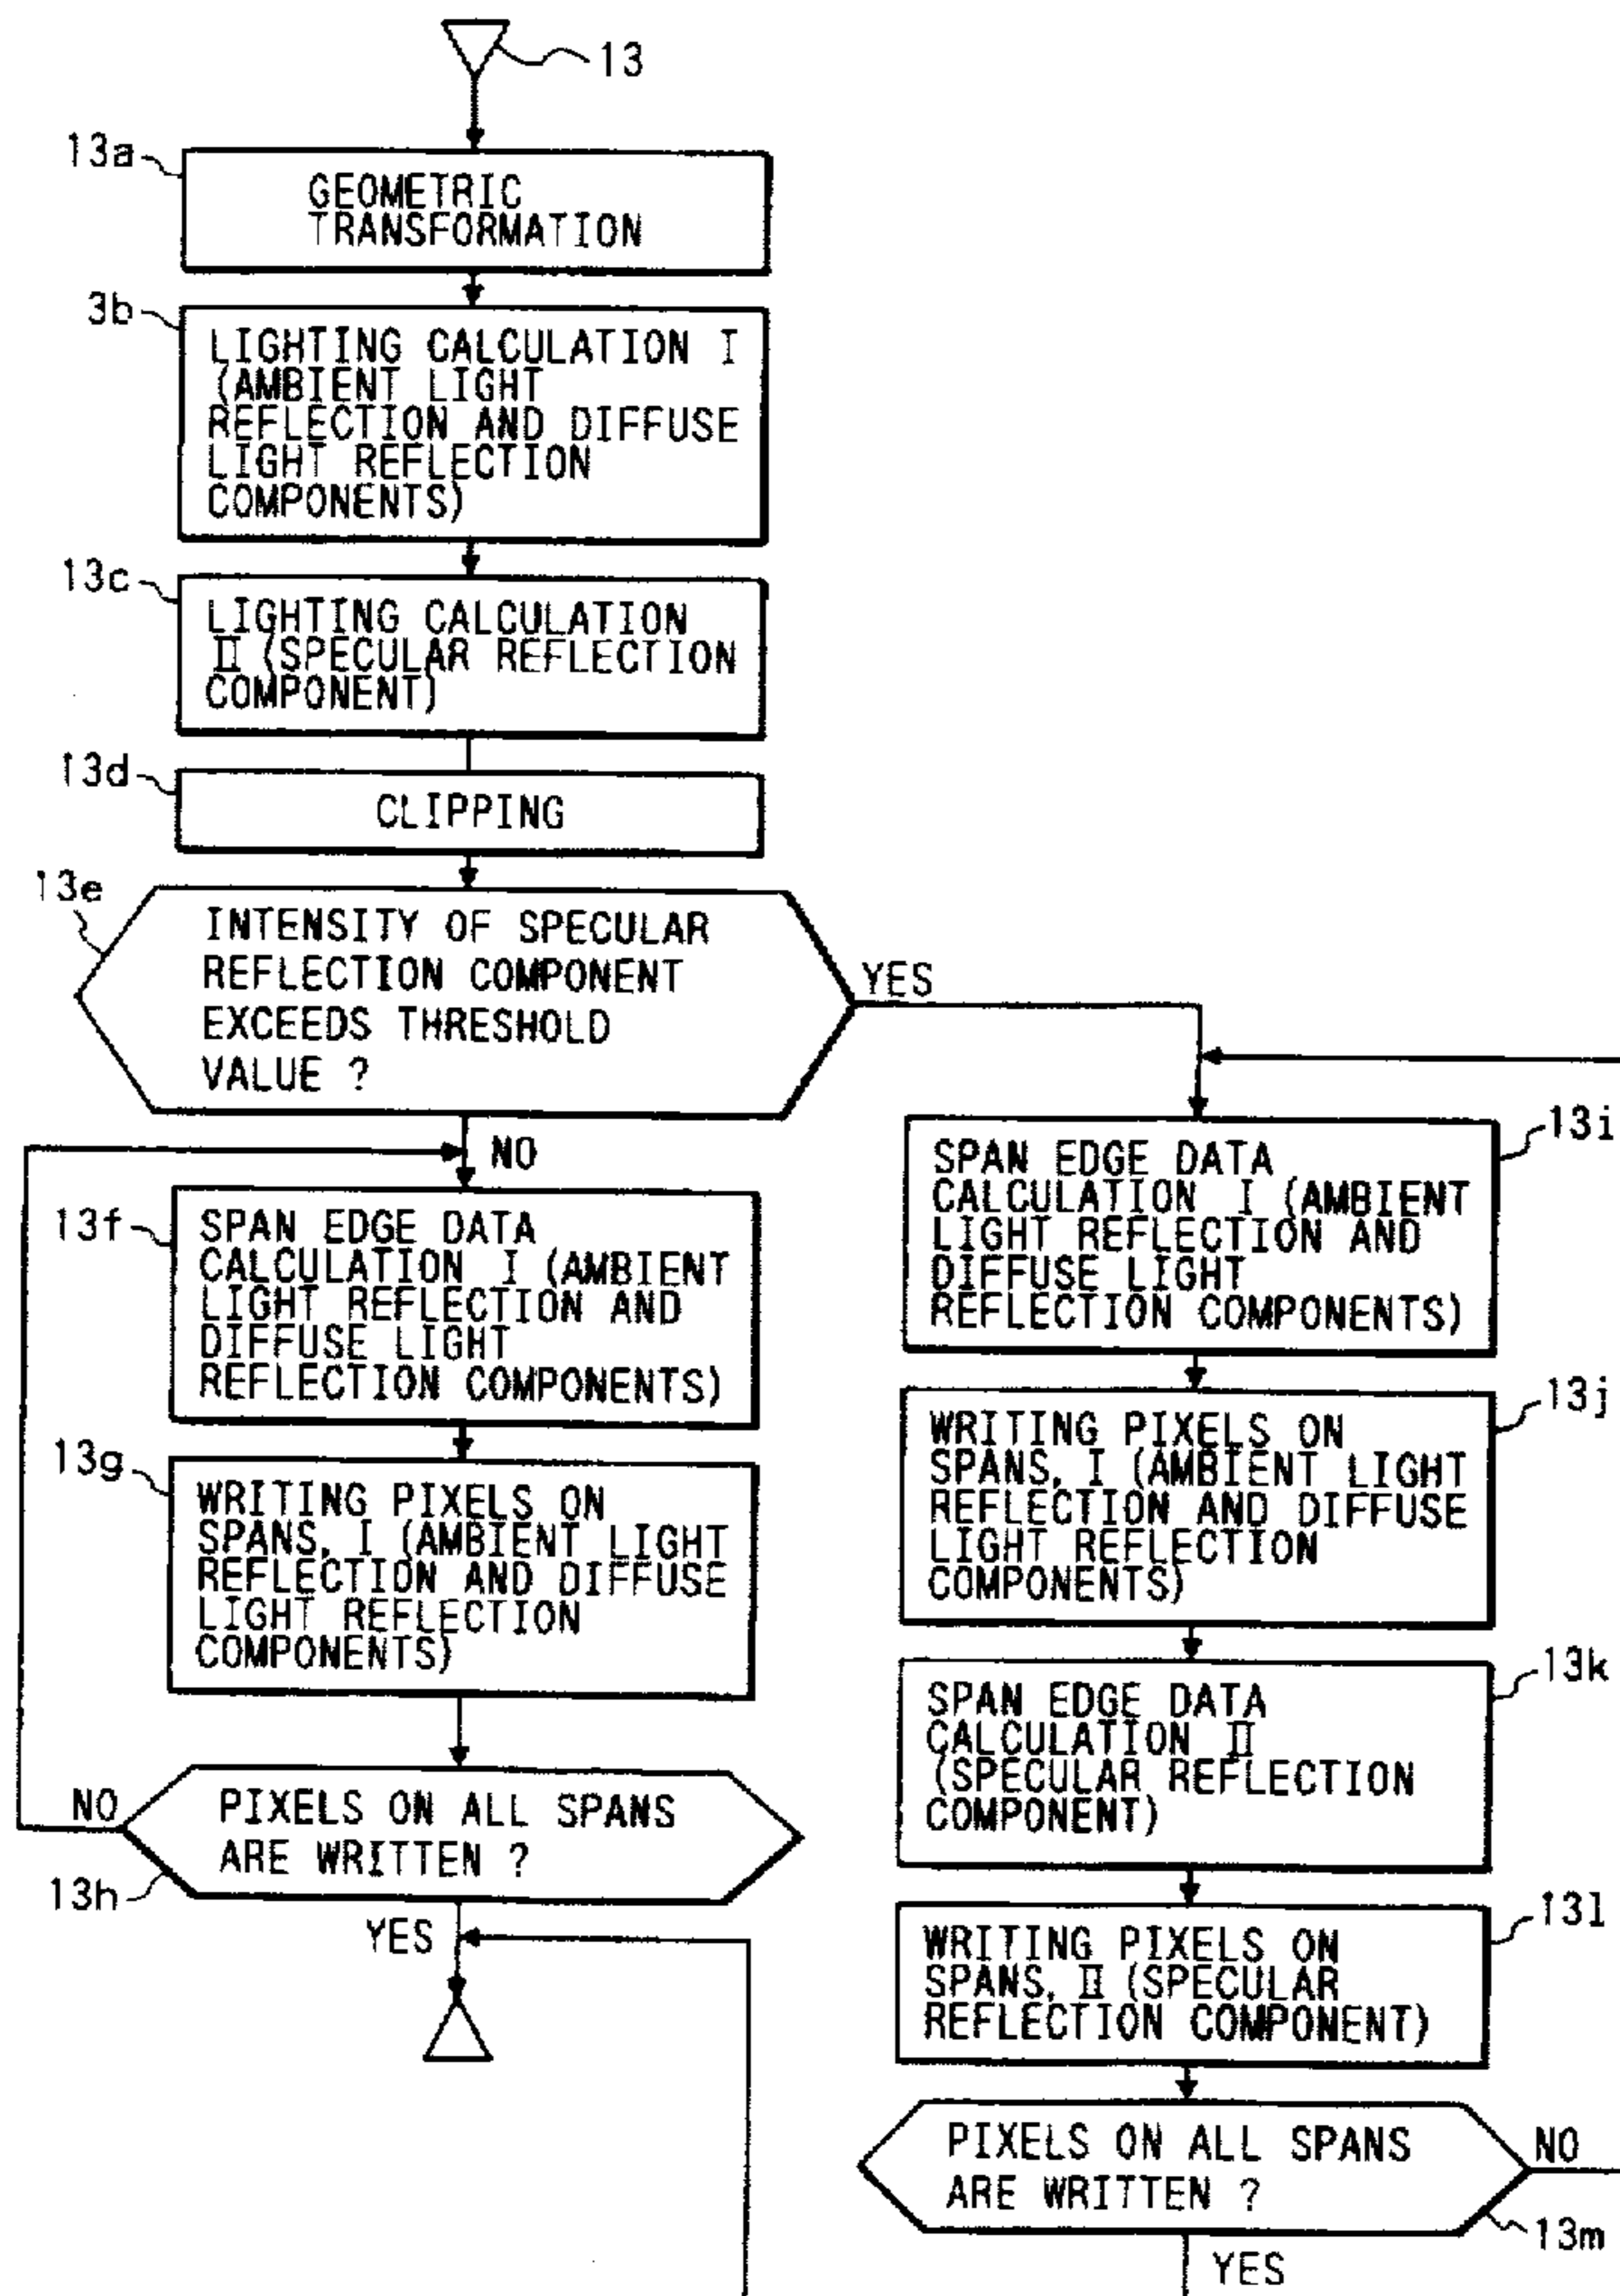 13
13a
GEOMETRIC
TRANSFORMATION
3b
LIGHTING CALCULATION I
(AMBIENT LIGHT
REFLECTION AND DIFFUSE
LIGHT REFLECTION
COMPONENTS)
13c
LIGHTING CALCULATION
II (SPECULAR REFLECTION
COMPONENT)
13d
CLIPPING
13e
INTENSITY OF SPECULAR
REFLECTION COMPONENT
EXCEEDS THRESHOLD
VALUE ?
YES
NO
13f
SPAN EDGE DATA
CALCULATION I (AMBIENT
LIGHT REFLECTION AND
DIFFUSE LIGHT
REFLECTION COMPONENTS)
13g
WRITING PIXELS ON
SPANS, I (AMBIENT LIGHT
REFLECTION AND DIFFUSE
LIGHT REFLECTION
COMPONENTS)
NO
PIXELS ON ALL SPANS
ARE WRITTEN ?
13h
YES
13i
SPAN EDGE DATA
CALCULATION I (AMBIENT
LIGHT REFLECTION AND
DIFFUSE LIGHT
REFLECTION COMPONENTS)
13j
WRITING PIXELS ON
SPANS, I (AMBIENT LIGHT
REFLECTION AND DIFFUSE
LIGHT REFLECTION
COMPONENTS)
13k
SPAN EDGE DATA
CALCULATION II
(SPECULAR REFLECTION
COMPONENT)
13l
WRITING PIXELS ON
SPANS, II (SPECULAR
REFLECTION COMPONENT)
PIXELS ON ALL SPANS
ARE WRITTEN ?
NO
13m
YES